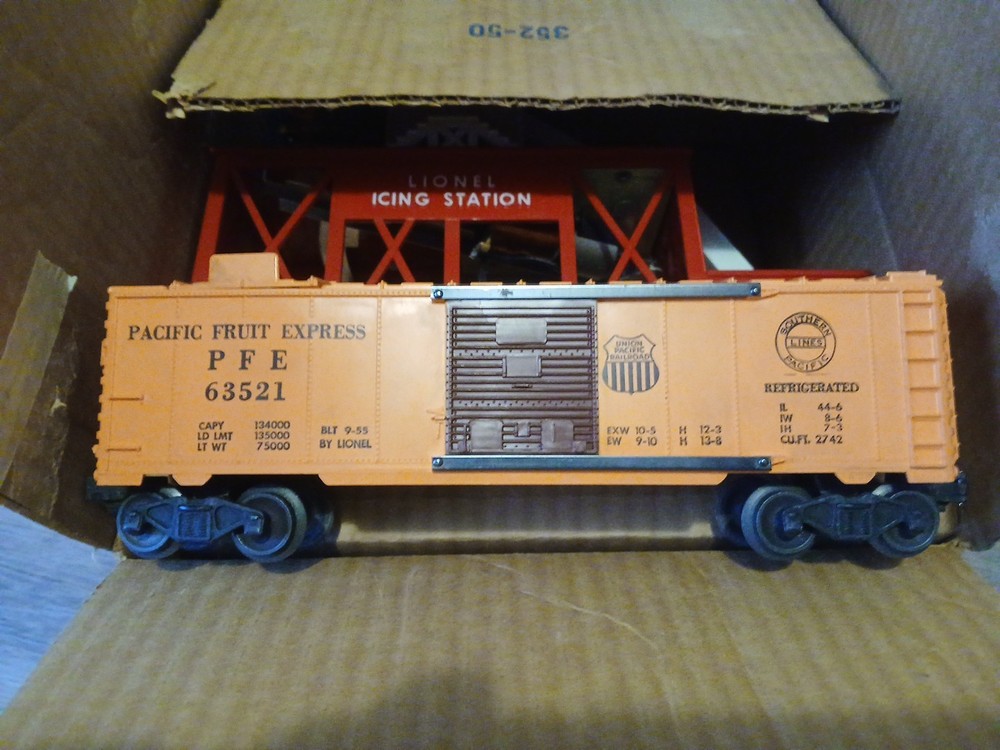 352-50
LIONEL
ICING STATION
PACIFIC FRUIT EXPRESS
PFE
63521
CAPY 134000
LD LMT 135000
LT WT 75000
BLT 9-55
BY LIONEL
UNION
PACIFIC
RAILROAD
EXW 10-5 H 12-3
EW 9-10 H 13-8
SOUTHERN
LINES
PACIFIC
REFRIGERATED
IL 44-6
IW 8-6
IH 7-3
CU.FT. 2742